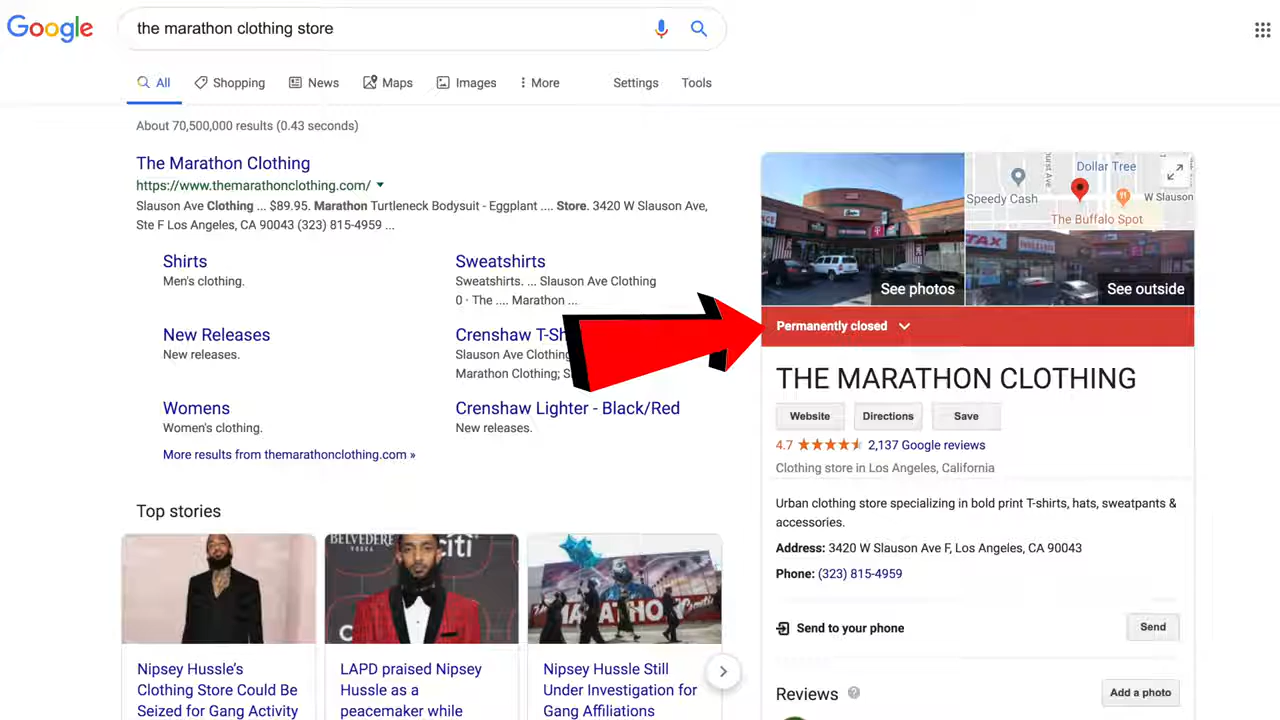 Google
the marathon clothing store
All
Shopping
News
Maps
Images
More
Settings
Tools
About 70,500,000 results (0.43 seconds)
The Marathon Clothing
https://www.themarathonclothing.com/
Slauson Ave Clothing ... $89.95. Marathon Turtleneck Bodysuit - Eggplant .... Store. 3420 W Slauson Ave,
Ste F Los Angeles, CA 90043 (323) 815-4959 ...
Shirts
Men's clothing.
Sweatshirts
Sweatshirts. ... Slauson Ave Clothing
0 · The .... Marathon ...
New Releases
New releases.
Crenshaw T-Sh
Slauson Ave Clothing
Marathon Clothing; S
Womens
Women's clothing.
Crenshaw Lighter - Black/Red
New releases.
More results from themarathonclothing.com »
Top stories
BELVEDERE
VODKA
citi
MARATHON
Nipsey Hussle's
Clothing Store Could Be
Seized for Gang Activity
LAPD praised Nipsey
Hussle as a
peacemaker while
Nipsey Hussle Still
Under Investigation for
Gang Affiliations
See photos
Dollar Tree
Speedy Cash
W Slauson
The Buffalo Spot
TAX
See outside
Permanently closed
THE MARATHON CLOTHING
Website
Directions
Save
4.7
2,137 Google reviews
Clothing store in Los Angeles, California
Urban clothing store specializing in bold print T-shirts, hats, sweatpants &
accessories.
Address: 3420 W Slauson Ave F, Los Angeles, CA 90043
Phone: (323) 815-4959
Send to your phone
Send
Reviews
?
Add a photo